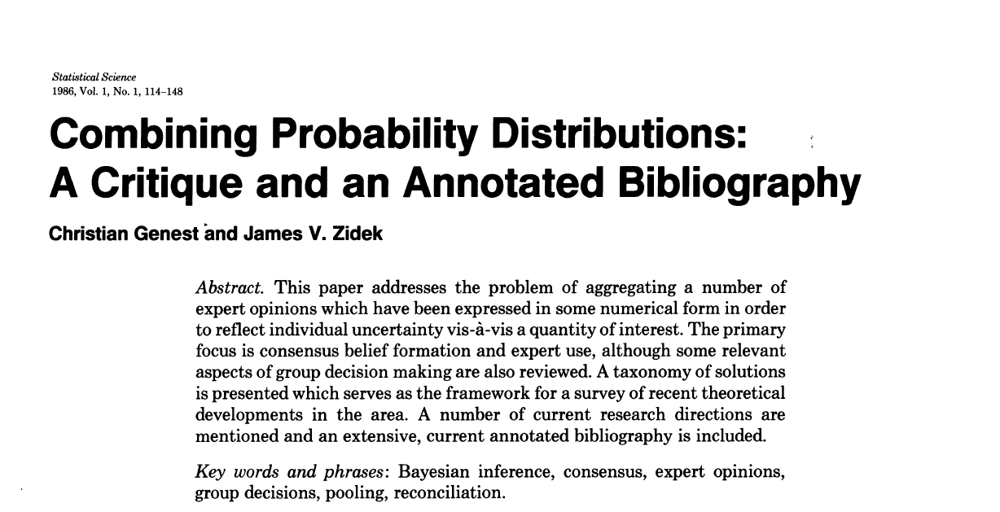 Statistical Science
1986, Vol. 1, No. 1, 114–148
Combining Probability Distributions:
A Critique and an Annotated Bibliography
Christian Genest and James V. Zidek
Abstract. This paper addresses the problem of aggregating a number of
expert opinions which have been expressed in some numerical form in order
to reflect individual uncertainty vis-à-vis a quantity of interest. The primary
focus is consensus belief formation and expert use, although some relevant
aspects of group decision making are also reviewed. A taxonomy of solutions
is presented which serves as the framework for a survey of recent theoretical
developments in the area. A number of current research directions are
mentioned and an extensive, current annotated bibliography is included.
Key words and phrases: Bayesian inference, consensus, expert opinions,
group decisions, pooling, reconciliation.